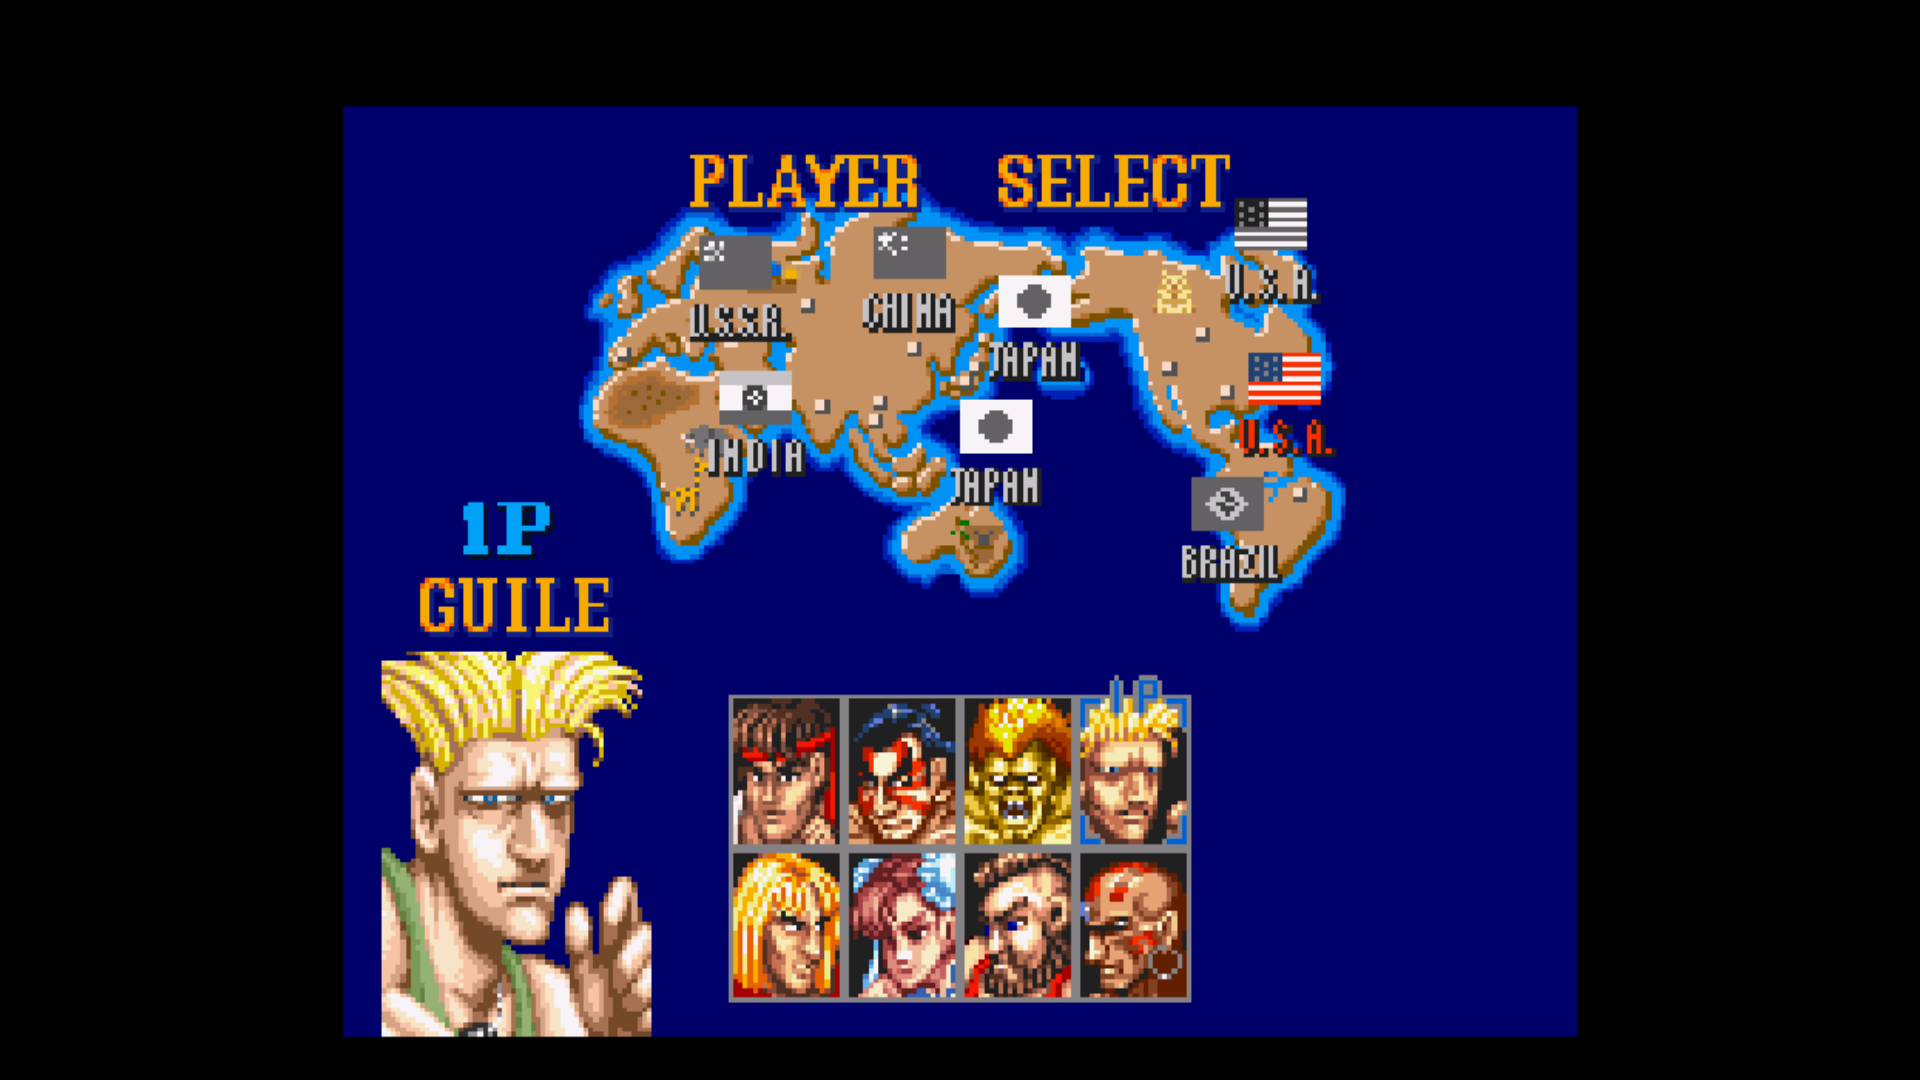 PLAYER SELECT
U.S.A.
U.S.S.R.
CHINA
JAPAN
U.S.A.
INDIA
JAPAN
BRAZIL
1P
GUILE
1P